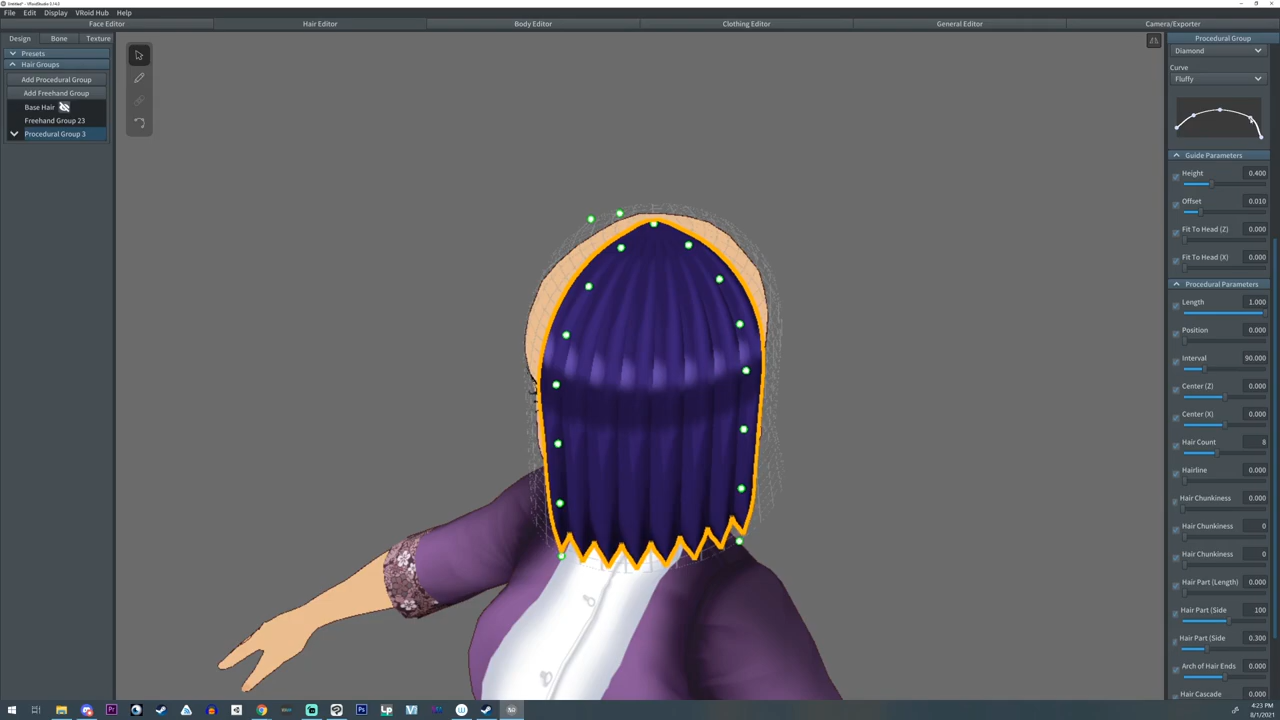 Untitled* - VRoidStudio 0.14.0
File Edit Display VRoid Hub Help
Face Editor Hair Editor Body Editor Clothing Editor General Editor Camera/Exporter
Design Bone Texture
Presets
Hair Groups
Add Procedural Group
Add Freehand Group
Base Hair
Freehand Group 23
Procedural Group 3
Procedural Group
Diamond
Curve
Fluffy
Guide Parameters
Height 0.400
Offset 0.010
Fit To Head (Z) 0.000
Fit To Head (X) 0.000
Procedural Parameters
Length 1.000
Position 0.000
Interval 90.000
Center (Z) 0.000
Center (X) 0.000
Hair Count 8
Hairline 0.000
Hair Chunkiness 0.000
Hair Chunkiness 0
Hair Chunkiness 0
Hair Part (Length) 0.000
Hair Part (Side 100
Hair Part (Side 0.300
Arch of Hair Ends 0.000
Hair Cascade 0.000
4:23 PM
8/1/2021